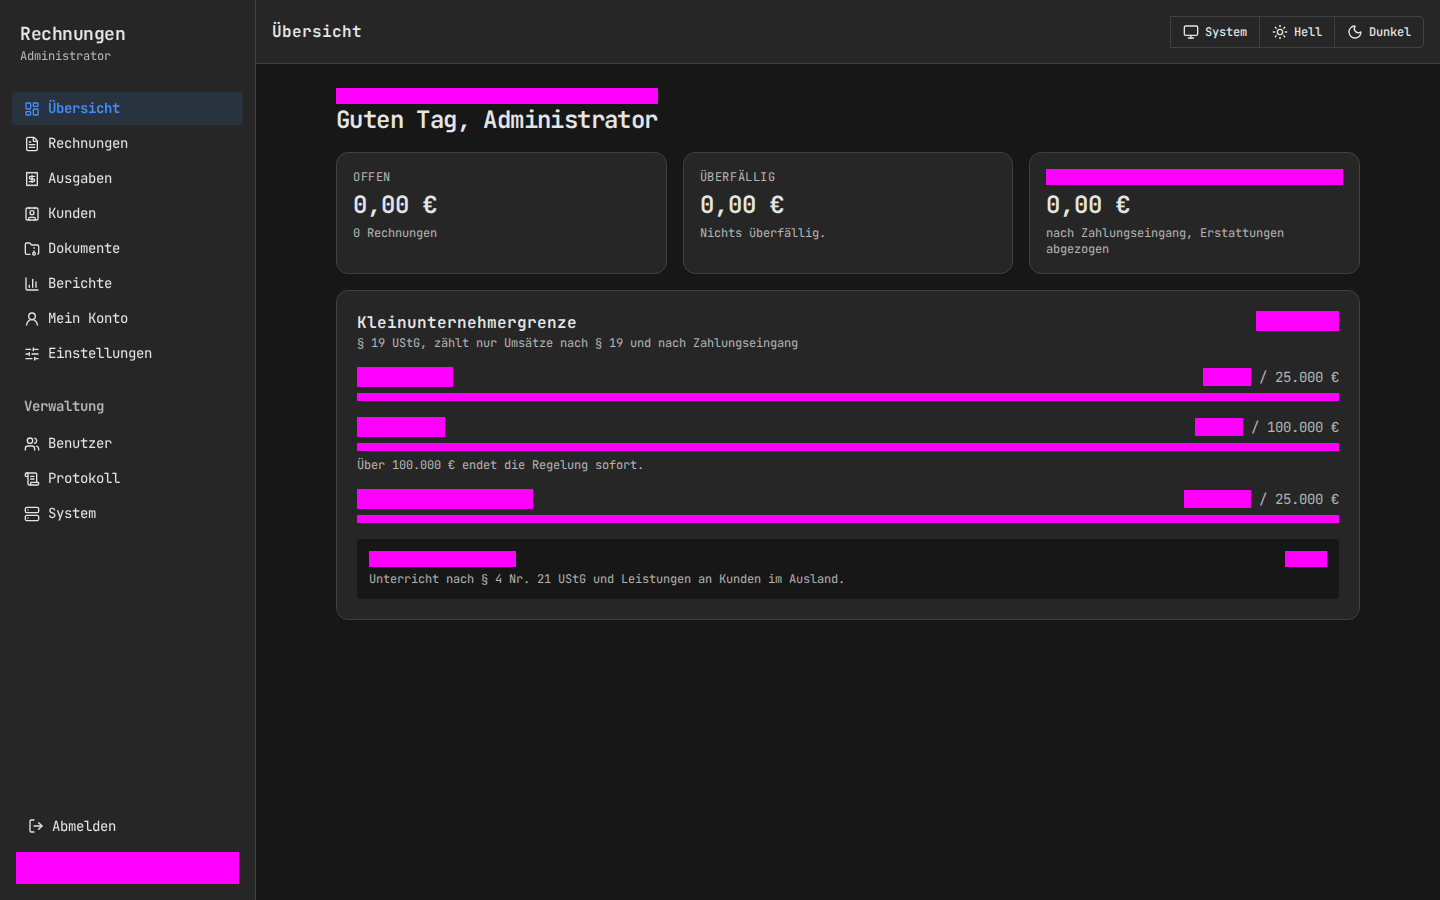 Rechnungen
Administrator
Übersicht
Rechnungen
Ausgaben
Kunden
Dokumente
Berichte
Mein Konto
Einstellungen
Verwaltung
Benutzer
Protokoll
System
Abmelden
Übersicht
System
Hell
Dunkel
Guten Tag, Administrator
OFFEN
0,00 €
0 Rechnungen
ÜBERFÄLLIG
0,00 €
Nichts überfällig.
0,00 €
nach Zahlungseingang, Erstattungen
abgezogen
Kleinunternehmergrenze
§ 19 UStG, zählt nur Umsätze nach § 19 und nach Zahlungseingang
/ 25.000 €
/ 100.000 €
Über 100.000 € endet die Regelung sofort.
/ 25.000 €
Unterricht nach § 4 Nr. 21 UStG und Leistungen an Kunden im Ausland.